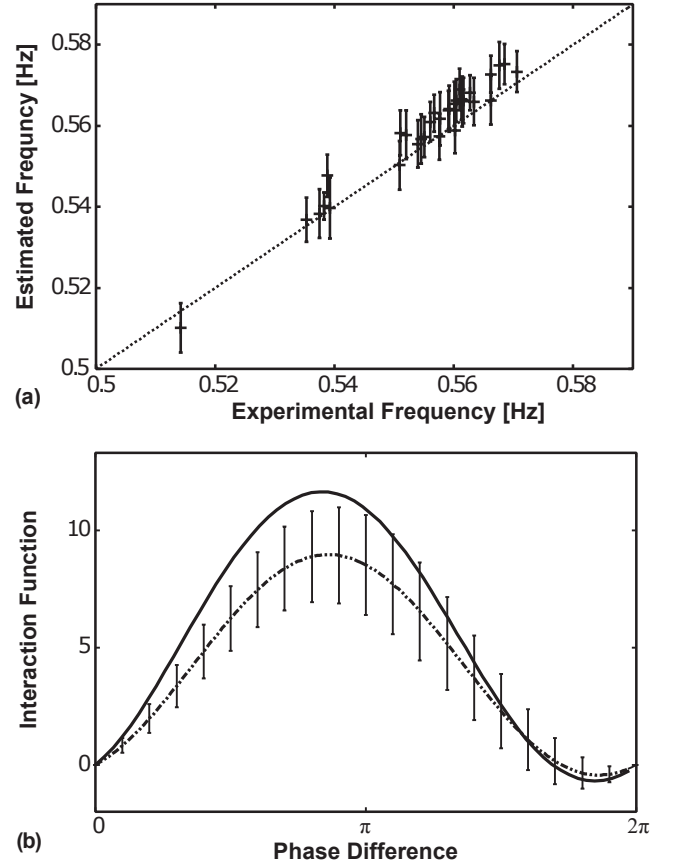 0.58
0.56
0.54
0.52
0.5
Estimated Frequncy [Hz]
0.5 0.52 0.54 0.56 0.58
(a)
Experimental Frequency [Hz]
10
5
0
Interaction Function
0 π 2π
(b)
Phase Difference